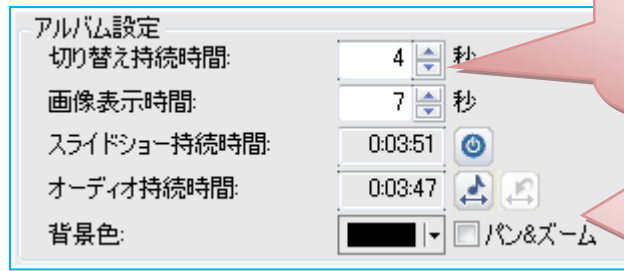 アルバム設定
切り替え持続時間: 4 秒
画像表示時間: 7 秒
スライドショー持続時間: 0:03:51
オーディオ持続時間: 0:03:47
背景色: パン&ズーム